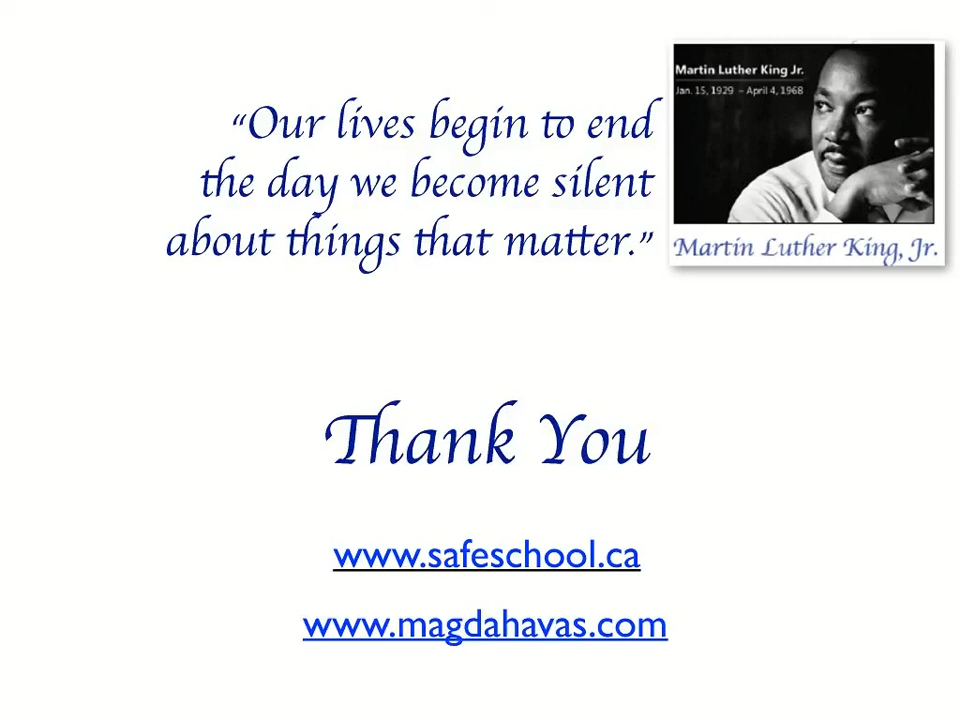 “Our lives begin to end
the day we become silent
about things that matter.”
Martin Luther King Jr.
Jan. 15, 1929 – April 4, 1968
Martin Luther King, Jr.
Thank You
www.safeschool.ca
www.magdahavas.com